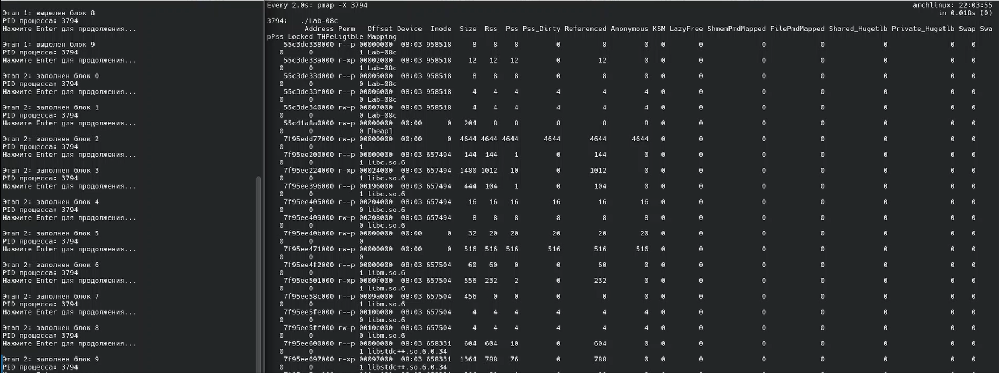 Этап 1: выделен блок 8
PID процесса: 3794
Нажмите Enter для продолжения...
Этап 1: выделен блок 9
PID процесса: 3794
Нажмите Enter для продолжения...
Этап 2: заполнен блок 0
PID процесса: 3794
Нажмите Enter для продолжения...
Этап 2: заполнен блок 1
PID процесса: 3794
Нажмите Enter для продолжения...
Этап 2: заполнен блок 2
PID процесса: 3794
Нажмите Enter для продолжения...
Этап 2: заполнен блок 3
PID процесса: 3794
Нажмите Enter для продолжения...
Этап 2: заполнен блок 4
PID процесса: 3794
Нажмите Enter для продолжения...
Этап 2: заполнен блок 5
PID процесса: 3794
Нажмите Enter для продолжения...
Этап 2: заполнен блок 6
PID процесса: 3794
Нажмите Enter для продолжения...
Этап 2: заполнен блок 7
PID процесса: 3794
Нажмите Enter для продолжения...
Этап 2: заполнен блок 8
PID процесса: 3794
Нажмите Enter для продолжения...
Этап 2: заполнен блок 9
PID процесса: 3794
Every 2.0s: pmap -X 3794 archlinux: 22:03:55
in 0.018s (0)
3794: ./Lab-08c
Address Perm Offset Device Inode Size Rss Pss Pss_Dirty Referenced Anonymous KSM LazyFree ShmemPmdMapped FilePmdMapped Shared_Hugetlb Private_Hugetlb Swap Swa
pPss Locked THPeligible Mapping
55c3de338000 r--p 00000000 08:03 958518 8 8 8 0 8 0 0 0 0 0 0 0 0
0 0 1 Lab-08c
55c3de33a000 r-xp 00002000 08:03 958518 12 12 12 0 12 0 0 0 0 0 0 0 0
0 0 1 Lab-08c
55c3de33d000 r--p 00005000 08:03 958518 8 8 8 0 8 0 0 0 0 0 0 0 0
0 0 0 Lab-08c
55c3de33f000 r--p 00006000 08:03 958518 4 4 4 4 4 4 0 0 0 0 0 0 0
0 0 0 Lab-08c
55c3de340000 rw-p 00007000 08:03 958518 4 4 4 4 4 4 0 0 0 0 0 0 0
0 0 0 Lab-08c
55c41a8a0000 rw-p 00000000 00:00 0 204 8 8 8 8 8 0 0 0 0 0 0 0
0 0 0 [heap]
7f95edd77000 rw-p 00000000 00:00 0 4644 4644 4644 4644 4644 4644 0 0 0 0 0 0 0
0 0 1
7f95ee200000 r--p 00000000 08:03 657494 144 144 1 0 144 0 0 0 0 0 0 0 0
0 0 1 libc.so.6
7f95ee224000 r-xp 00024000 08:03 657494 1480 1012 10 0 1012 0 0 0 0 0 0 0 0
0 0 1 libc.so.6
7f95ee396000 r--p 00196000 08:03 657494 444 104 1 0 104 0 0 0 0 0 0 0 0
0 0 1 libc.so.6
7f95ee405000 r--p 00204000 08:03 657494 16 16 16 16 16 16 0 0 0 0 0 0 0
0 0 0 libc.so.6
7f95ee409000 rw-p 00208000 08:03 657494 8 8 8 8 8 8 0 0 0 0 0 0 0
0 0 0 libc.so.6
7f95ee40b000 rw-p 00000000 00:00 0 32 20 20 20 20 20 0 0 0 0 0 0 0
0 0 0
7f95ee471000 rw-p 00000000 00:00 0 516 516 516 516 516 516 0 0 0 0 0 0 0
0 0 0
7f95ee4f2000 r--p 00000000 08:03 657504 60 60 0 0 60 0 0 0 0 0 0 0 0
0 0 1 libm.so.6
7f95ee501000 r-xp 0000f000 08:03 657504 556 232 2 0 232 0 0 0 0 0 0 0 0
0 0 1 libm.so.6
7f95ee58c000 r--p 0009a000 08:03 657504 456 0 0 0 0 0 0 0 0 0 0 0 0
0 0 1 libm.so.6
7f95ee5fe000 r--p 0010b000 08:03 657504 4 4 4 4 4 4 0 0 0 0 0 0 0
0 0 0 libm.so.6
7f95ee5ff000 rw-p 0010c000 08:03 657504 4 4 4 4 4 4 0 0 0 0 0 0 0
0 0 0 libm.so.6
7f95ee600000 r--p 00000000 08:03 658331 604 604 10 0 604 0 0 0 0 0 0 0 0
0 0 1 libstdc++.so.6.0.34
7f95ee697000 r-xp 00097000 08:03 658331 1364 788 76 0 788 0 0 0 0 0 0 0 0
0 0 1 libstdc++.so.6.0.34